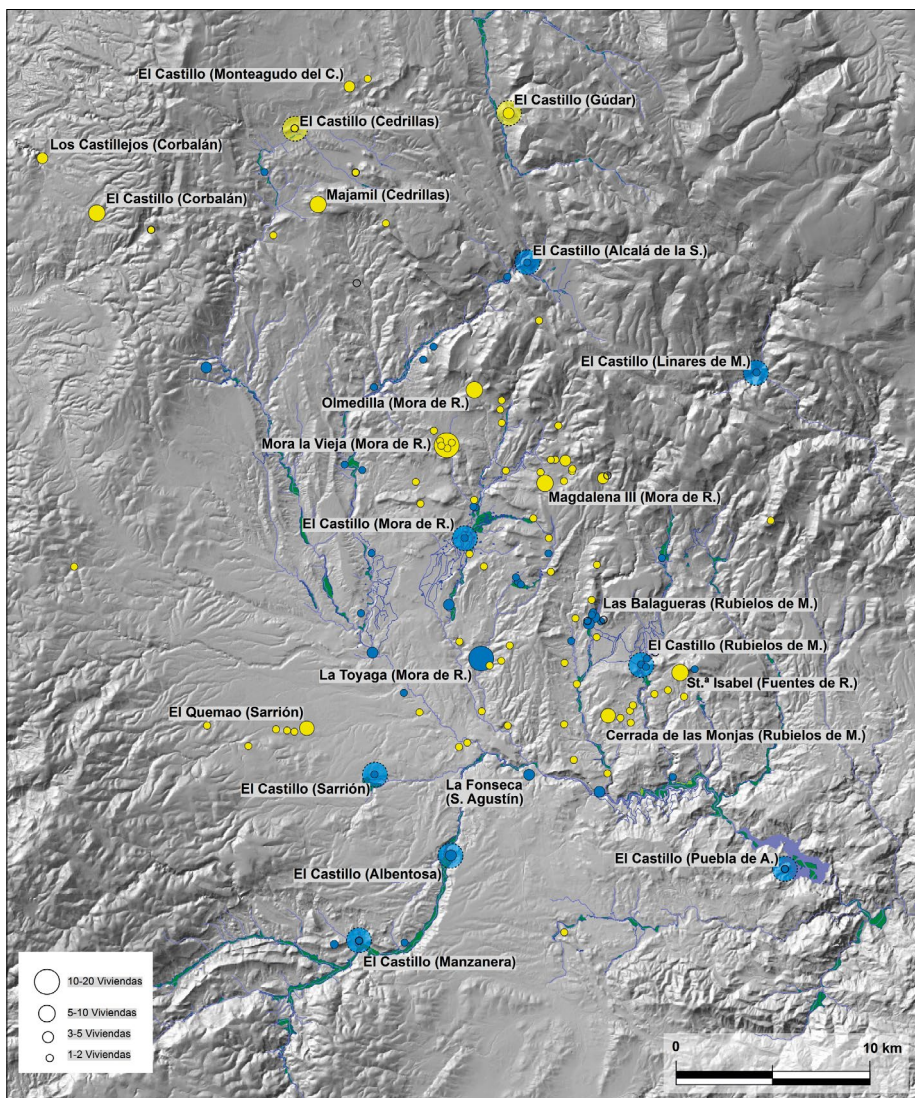 El Castillo (Monteagudo del C.)
El Castillo (Gúdar)
El Castillo (Cedrillas)
Los Castillejos (Corbalán)
Majamil (Cedrillas)
El Castillo (Corbalán)
El Castillo (Alcalá de la S.)
El Castillo (Linares de M.)
Olmedilla (Mora de R.)
Mora la Vieja (Mora de R.)
Magdalena III (Mora de R.)
El Castillo (Mora de R.)
Las Balagueras (Rubielos de M.)
El Castillo (Rubielos de M.)
La Toyaga (Mora de R.)
St.ª Isabel (Fuentes de R.)
El Quemao (Sarrión)
Cerrada de las Monjas (Rubielos de M.)
El Castillo (Sarrión)
La Fonseca
(S. Agustín)
El Castillo (Albentosa)
El Castillo (Puebla de A.)
El Castillo (Manzanera)
10-20 Viviendas
5-10 Viviendas
3-5 Viviendas
1-2 Viviendas
0 10 km